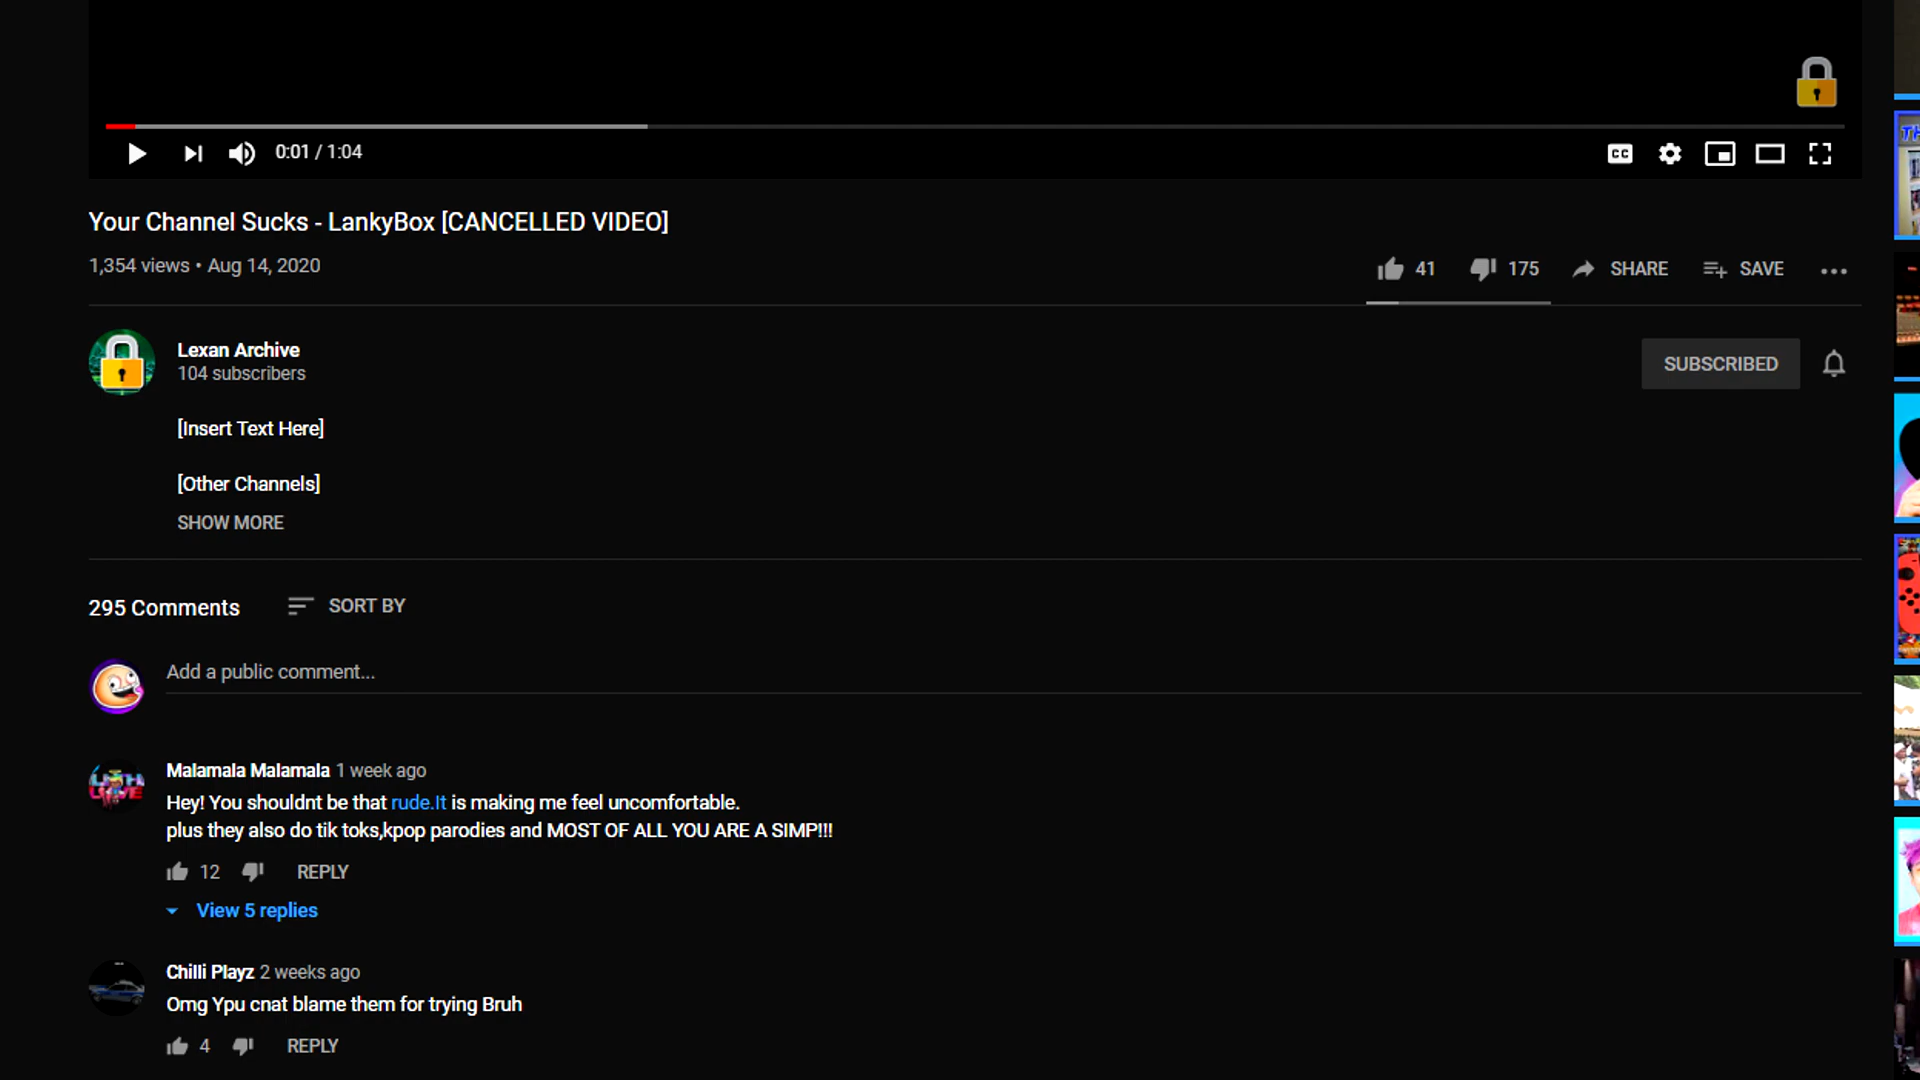 0:01 / 1:04
CC
Your Channel Sucks - LankyBox [CANCELLED VIDEO]
1,354 views • Aug 14, 2020
41
175
SHARE
SAVE
Lexan Archive
104 subscribers
SUBSCRIBED
[Insert Text Here]
[Other Channels]
SHOW MORE
295 Comments
SORT BY
Add a public comment...
Malamala Malamala 1 week ago
Hey! You shouldnt be that rude.It is making me feel uncomfortable.
plus they also do tik toks,kpop parodies and MOST OF ALL YOU ARE A SIMP!!!
12
REPLY
View 5 replies
Chilli Playz 2 weeks ago
Omg Ypu cnat blame them for trying Bruh
4
REPLY